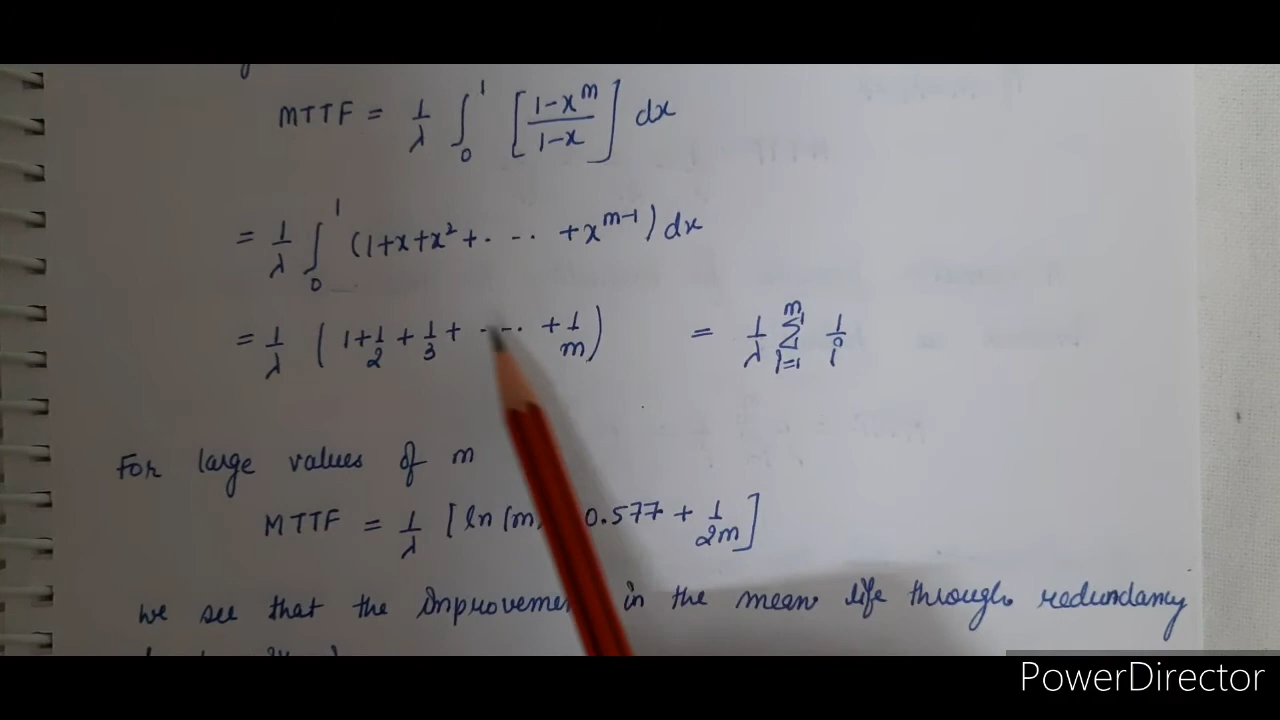 MTTF = 1/λ ∫₀¹ [(1-x^m)/(1-x)] dx
= 1/λ ∫₀¹ (1+x+x²+ ..... +x^(m-1)) dx
= 1/λ (1+1/2+1/3+ ..... +1/m) = 1/λ Σ_{i=1}^{m} 1/i
For large values of m
MTTF = 1/λ [ln(m) 0.577 + 1/2m]
we see that the in the mean life through redundancy
PowerDirector